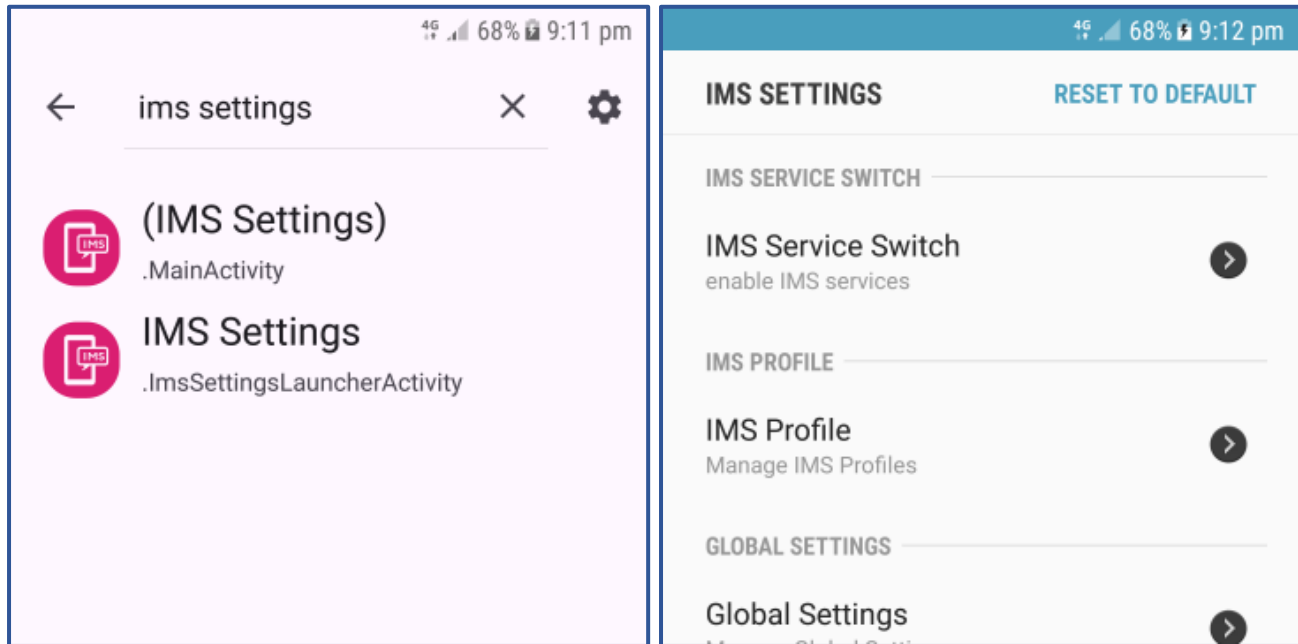 4G 68% 9:11 pm
ims settings
(IMS Settings)
.MainActivity
IMS Settings
.ImsSettingsLauncherActivity
4G 68% 9:12 pm
IMS SETTINGS RESET TO DEFAULT
IMS SERVICE SWITCH
IMS Service Switch
enable IMS services
IMS PROFILE
IMS Profile
Manage IMS Profiles
GLOBAL SETTINGS
Global Settings